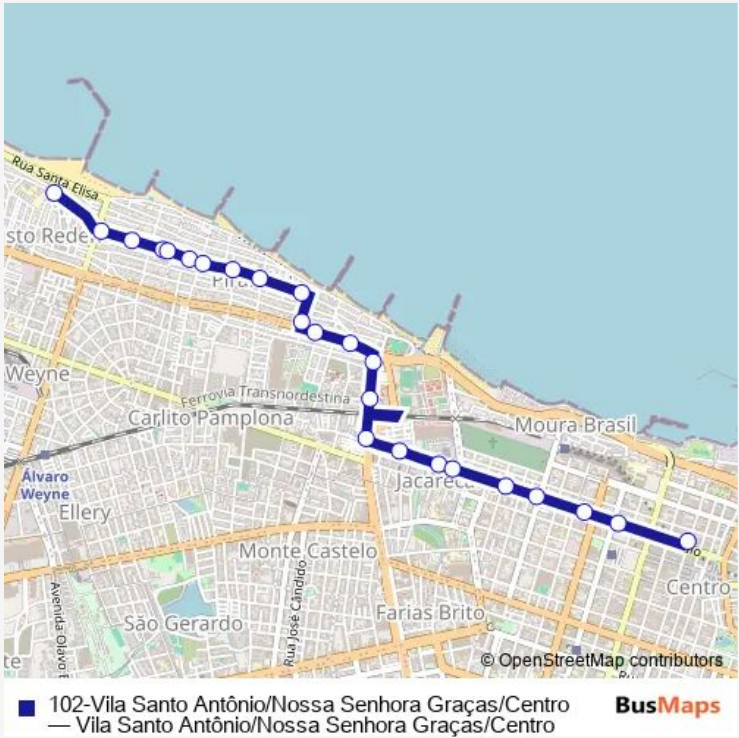 Rua Santa Elisa
sto Rede
Pira
Weyne
Ferrovia Transnordestina
Carlito Pamplona
Moura Brasil
Álvaro
Weyne
Jacareca
Ellery
Monte Castelo
Centro
Avenida Olavo B
São Gerardo
Rua José Cândido
Farias Brito
te
© OpenStreetMap contributors
102-Vila Santo Antônio/Nossa Senhora Graças/Centro
— Vila Santo Antônio/Nossa Senhora Graças/Centro
BusMaps